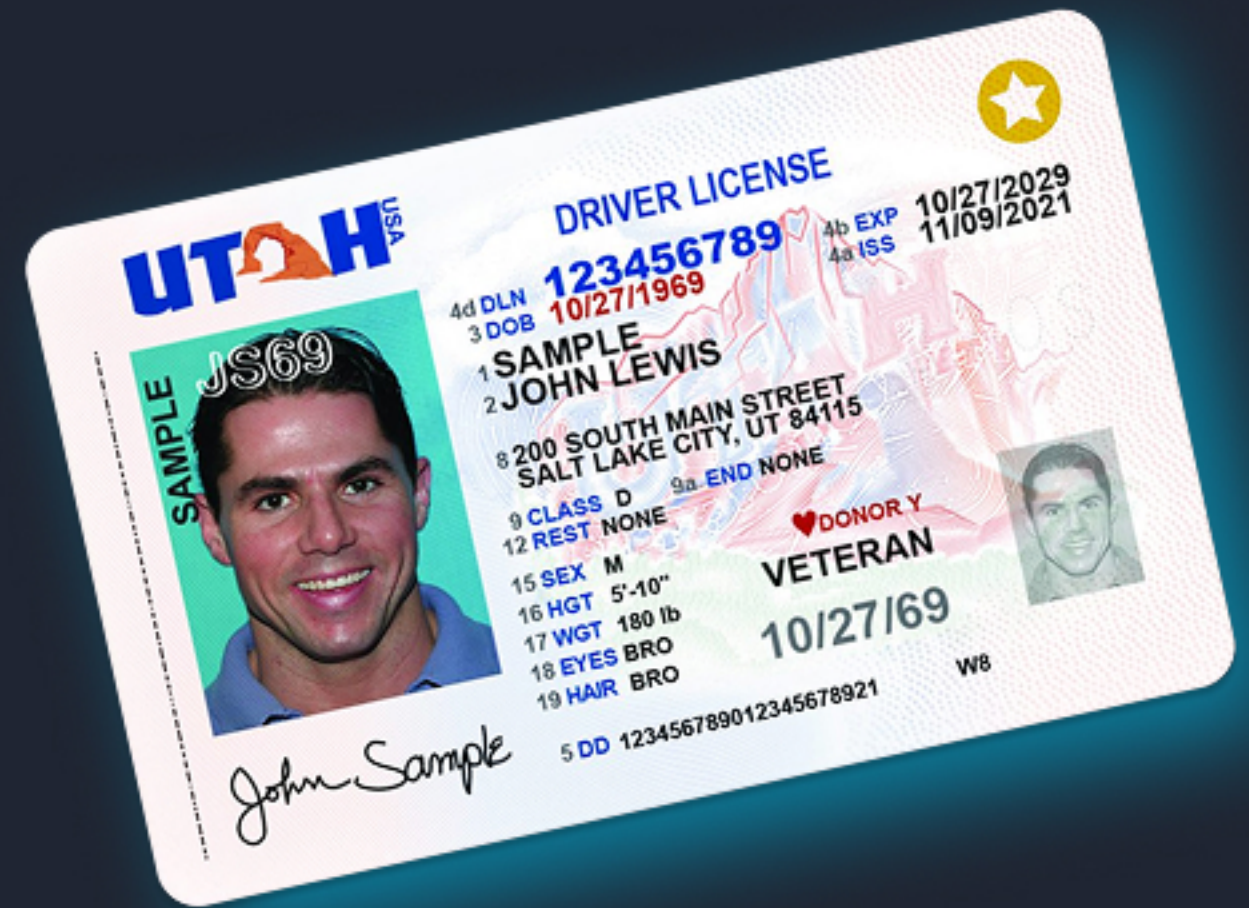 UTAH USA
DRIVER LICENSE
4d DLN 123456789
3 DOB 10/27/1969
4b EXP 10/27/2029
4a ISS 11/09/2021
1 SAMPLE
2 JOHN LEWIS
8 200 SOUTH MAIN STREET
SALT LAKE CITY, UT 84115
9 CLASS D 9a END NONE
12 REST NONE
15 SEX M
16 HGT 5'-10"
17 WGT 180 lb
18 EYES BRO
19 HAIR BRO
DONOR Y
VETERAN
10/27/69
W8
5 DD 123456789012345678921
SAMPLE
JS69
John Sample